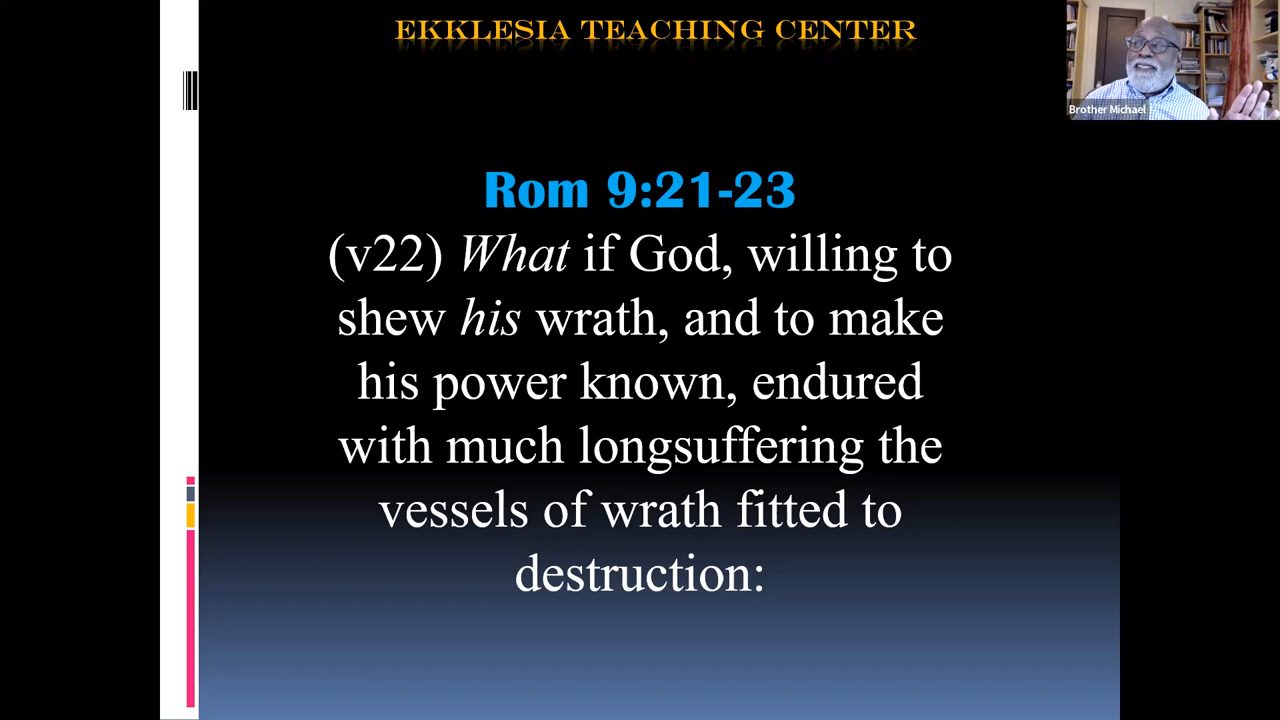 EKKLESIA TEACHING CENTER
Brother Michael
Rom 9:21-23
(v22) What if God, willing to
shew his wrath, and to make
his power known, endured
with much longsuffering the
vessels of wrath fitted to
destruction: